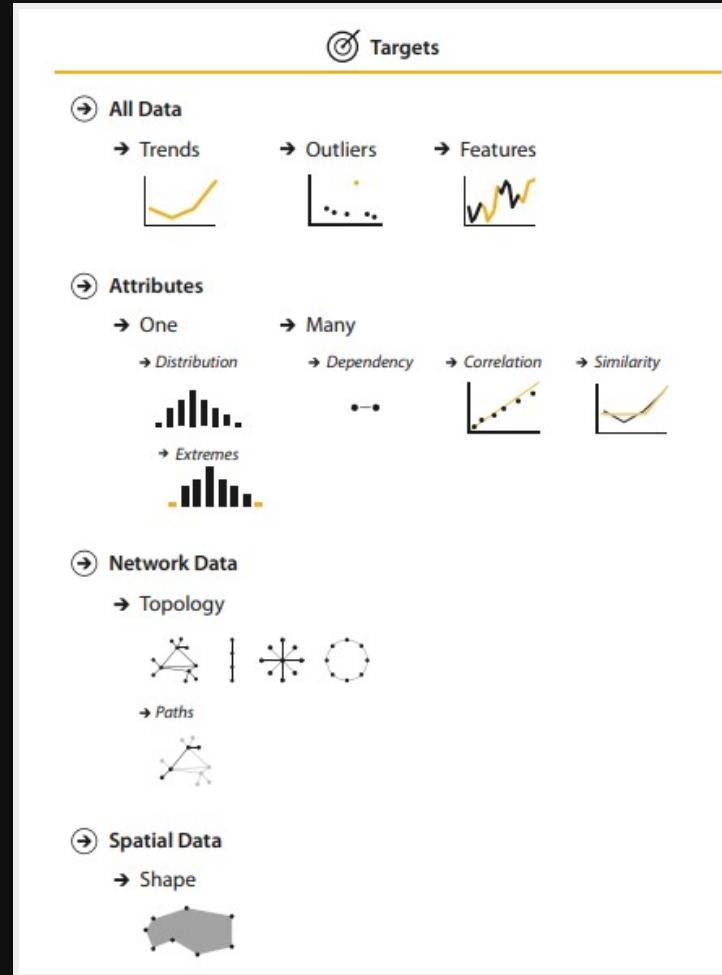 Targets
All Data
Trends
Outliers
Features
Attributes
One
Many
Distribution
Dependency
Correlation
Similarity
Extremes
Network Data
Topology
Paths
Spatial Data
Shape